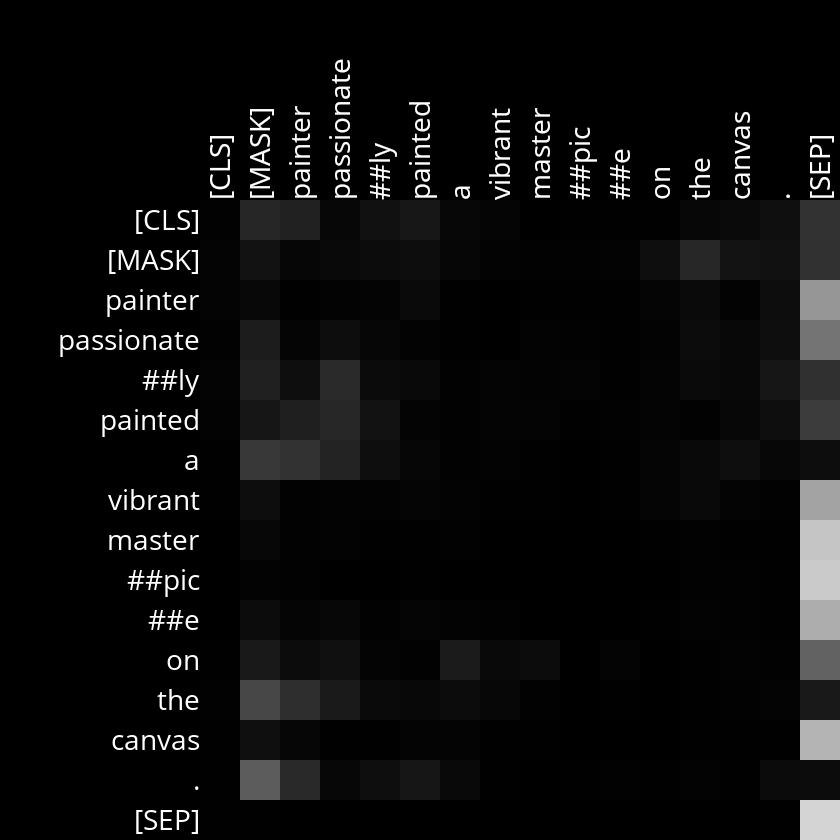 [CLS]
[MASK]
painter
passionate
##ly
painted
a
vibrant
master
##pic
##e
on
the
canvas
.
[SEP]
[CLS]
[MASK]
painter
passionate
##ly
painted
a
vibrant
master
##pic
##e
on
the
canvas
.
[SEP]